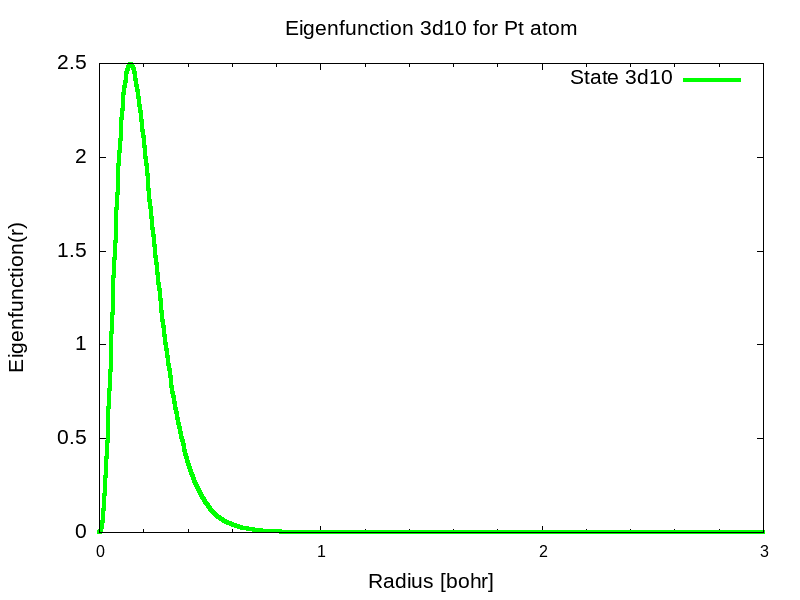 Eigenfunction 3d10 for Pt atom
State 3d10
2.5
2
1.5
1
0.5
0
Eigenfunction(r)
0 1 2 3
Radius [bohr]